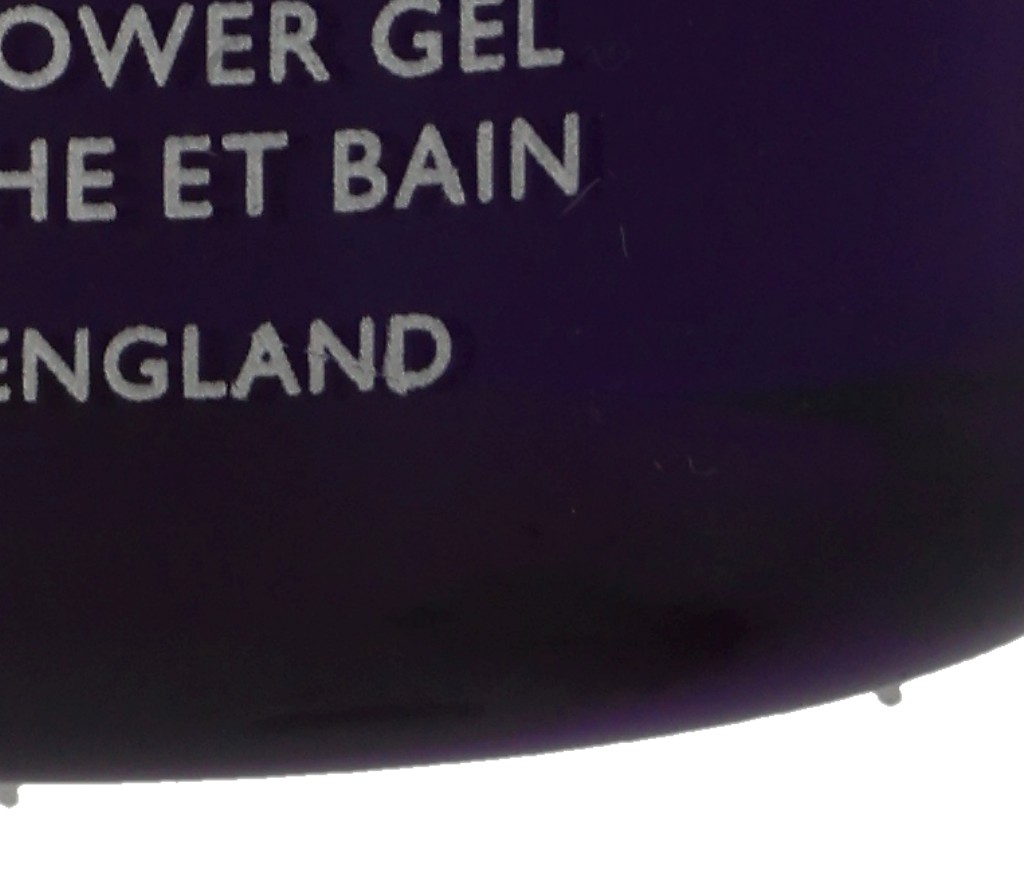 OWER GEL
HE ET BAIN
ENGLAND